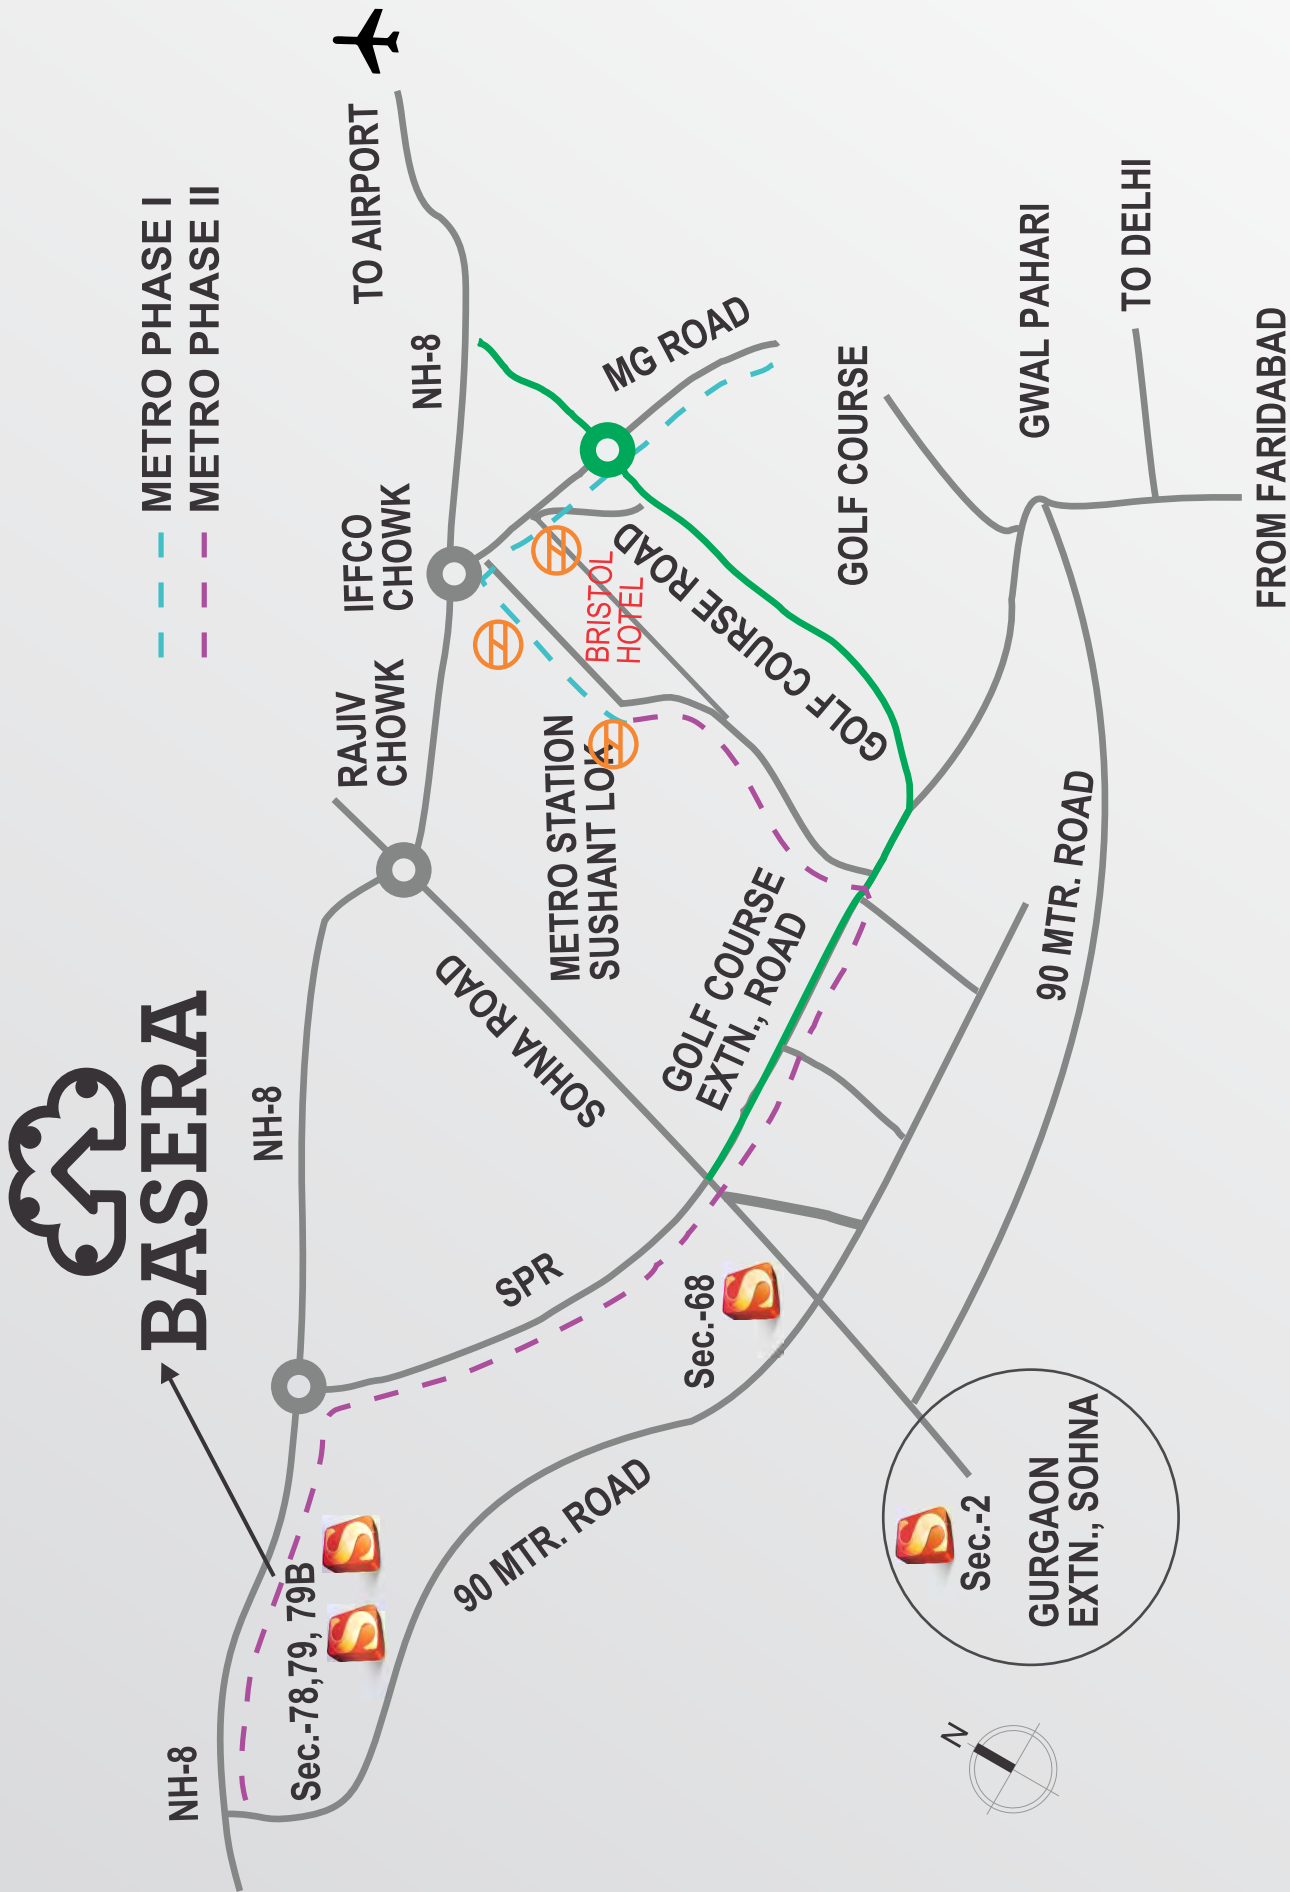 BASERA
METRO PHASE I
METRO PHASE II
TO AIRPORT
NH-8
IFFCO
CHOWK
RAJIV
CHOWK
NH-8
NH-8
MG ROAD
BRISTOL
HOTEL
GOLF COURSE ROAD
METRO STATION
SUSHANT LOK
SOHNA ROAD
GOLF COURSE
EXTN., ROAD
SPR
Sec.-78,79, 79B
Sec.-68
90 MTR. ROAD
GOLF COURSE
GWAL PAHARI
TO DELHI
FROM FARIDABAD
90 MTR. ROAD
Sec.-2
GURGAON
EXTN., SOHNA
N
S
S
S
S